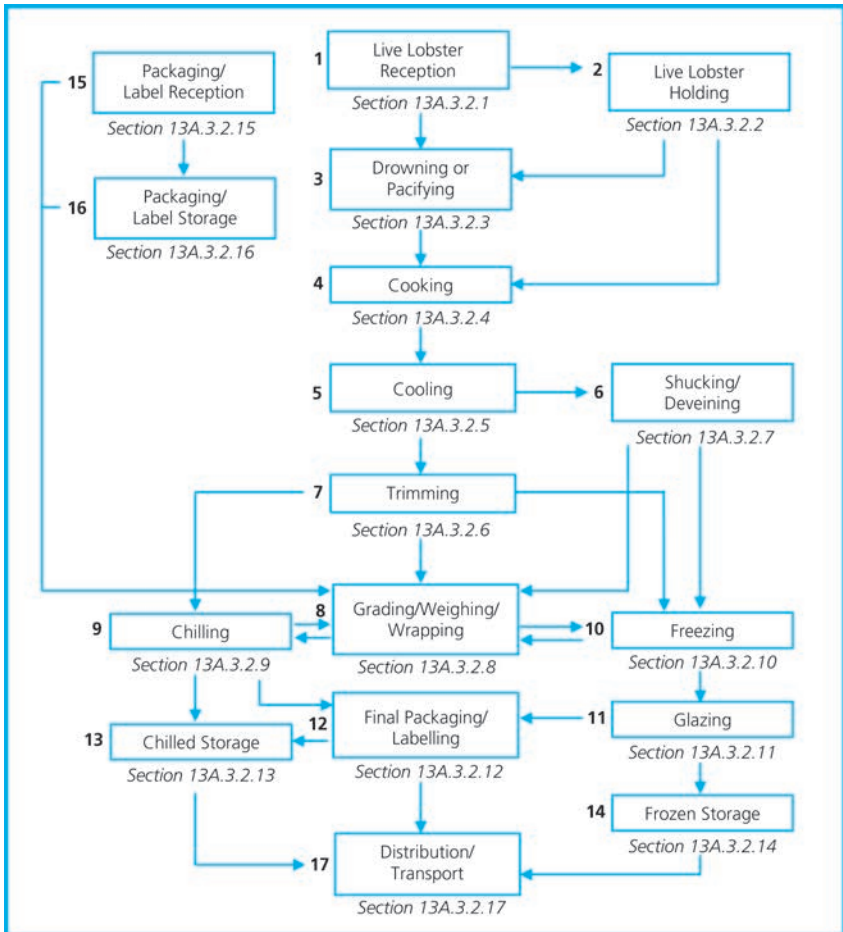 15
Packaging/
Label Reception
Section 13A.3.2.15
1
Live Lobster
Reception
Section 13A.3.2.1
2
Live Lobster
Holding
Section 13A.3.2.2
16
Packaging/
Label Storage
Section 13A.3.2.16
3
Drowning or
Pacifying
Section 13A.3.2.3
4
Cooking
Section 13A.3.2.4
5
Cooling
Section 13A.3.2.5
6
Shucking/
Deveining
Section 13A.3.2.7
7
Trimming
Section 13A.3.2.6
8
Grading/Weighing/
Wrapping
Section 13A.3.2.8
9
Chilling
Section 13A.3.2.9
10
Freezing
Section 13A.3.2.10
11
Glazing
Section 13A.3.2.11
12
Final Packaging/
Labelling
Section 13A.3.2.12
13
Chilled Storage
Section 13A.3.2.13
14
Frozen Storage
Section 13A.3.2.14
17
Distribution/
Transport
Section 13A.3.2.17